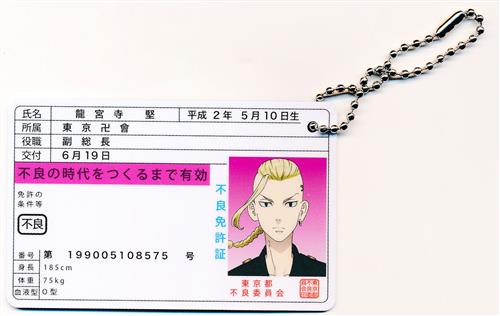 氏名 龍宮寺 堅 平成2年 5月10日生
所属 東京卍會
役職 副総長
交付 6月19日
不良の時代をつくるまで有効
免許の
条件等
不良
不良免許証
番号 第 199005108575 号
身長 185cm
体重 75kg
血液型 O型
東京都
不良委員会